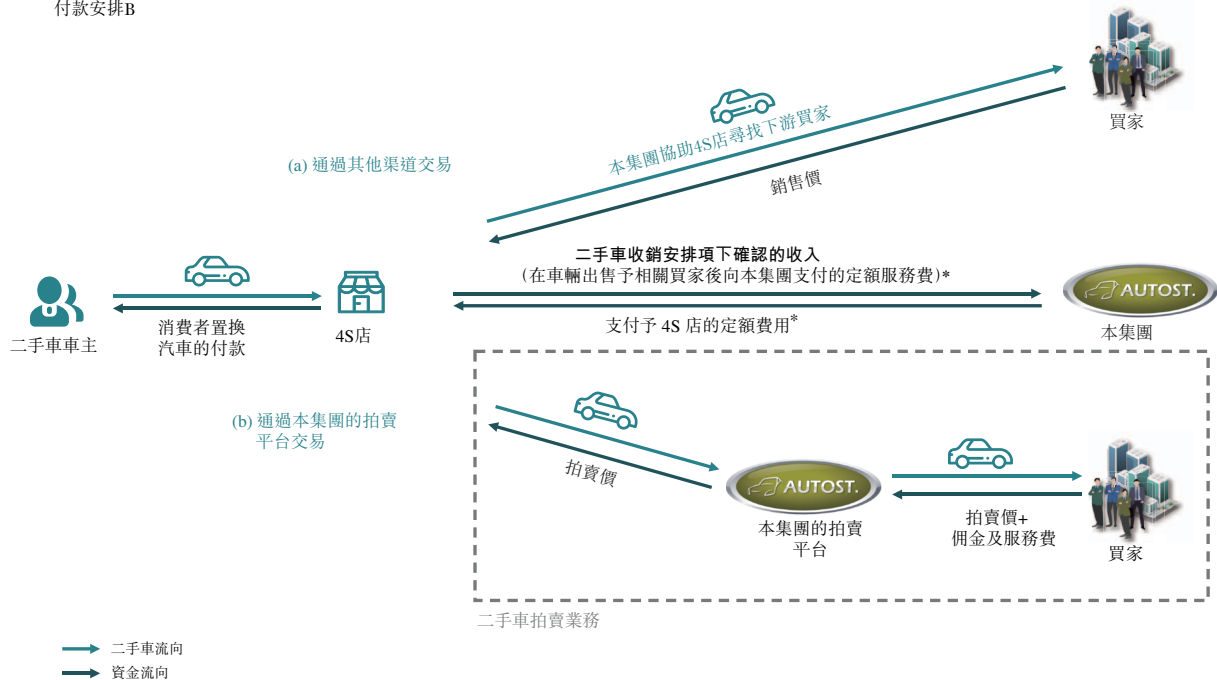 付款安排B
買家
本集團協助4S店尋找下游買家
(a) 通過其他渠道交易
銷售價
二手車收銷安排項下確認的收入
(在車輛出售予相關買家後向本集團支付的定額服務費)*
AUTOST.
二手車車主
消費者置換
汽車的付款
4S店
支付予 4S 店的定額費用*
本集團
(b) 通過本集團的拍賣
平台交易
拍賣價
AUTOST.
本集團的拍賣
平台
拍賣價+
佣金及服務費
買家
二手車拍賣業務
二手車流向
資金流向